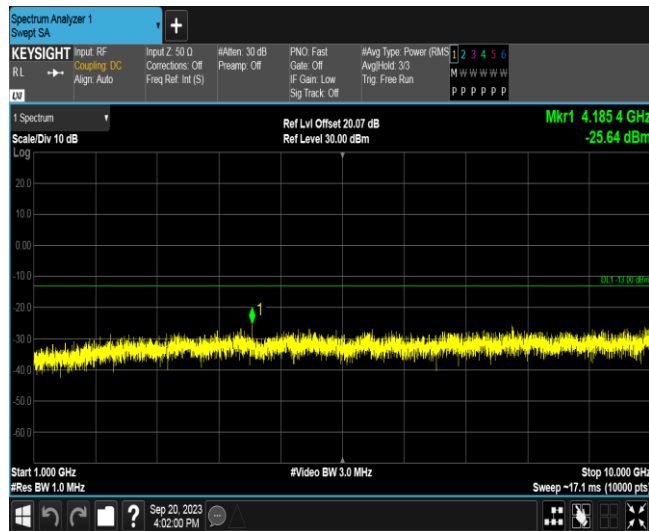 Spectrum Analyzer 1
Swept SA
+
KEYSIGHT Input: RF
RL Coupling: DC
Align: Auto
LXI
Input Z: 50 Ω
Corrections: Off
Freq Ref: Int (S)
#Atten: 30 dB
Preamp: Off
PNO: Fast
Gate: Off
IF Gain: Low
Sig Track: Off
#Avg Type: Power (RMS
Avg|Hold: 3/3
Trig: Free Run
1 2 3 4 5 6
M W W W W W
P P P P P P
1 Spectrum
Scale/Div 10 dB
Ref Lvl Offset 20.07 dB
Ref Level 30.00 dBm
Mkr1 4.185 4 GHz
-25.64 dBm
Log
20.0
10.0
0.00
-10.0
DL1 -13.00 dBm
-20.0
1
-30.0
-40.0
-50.0
-60.0
Start 1.000 GHz
#Res BW 1.0 MHz
#Video BW 3.0 MHz
Stop 10.000 GHz
Sweep ~17.1 ms (10000 pts)
?
Sep 20, 2023
4:02:00 PM